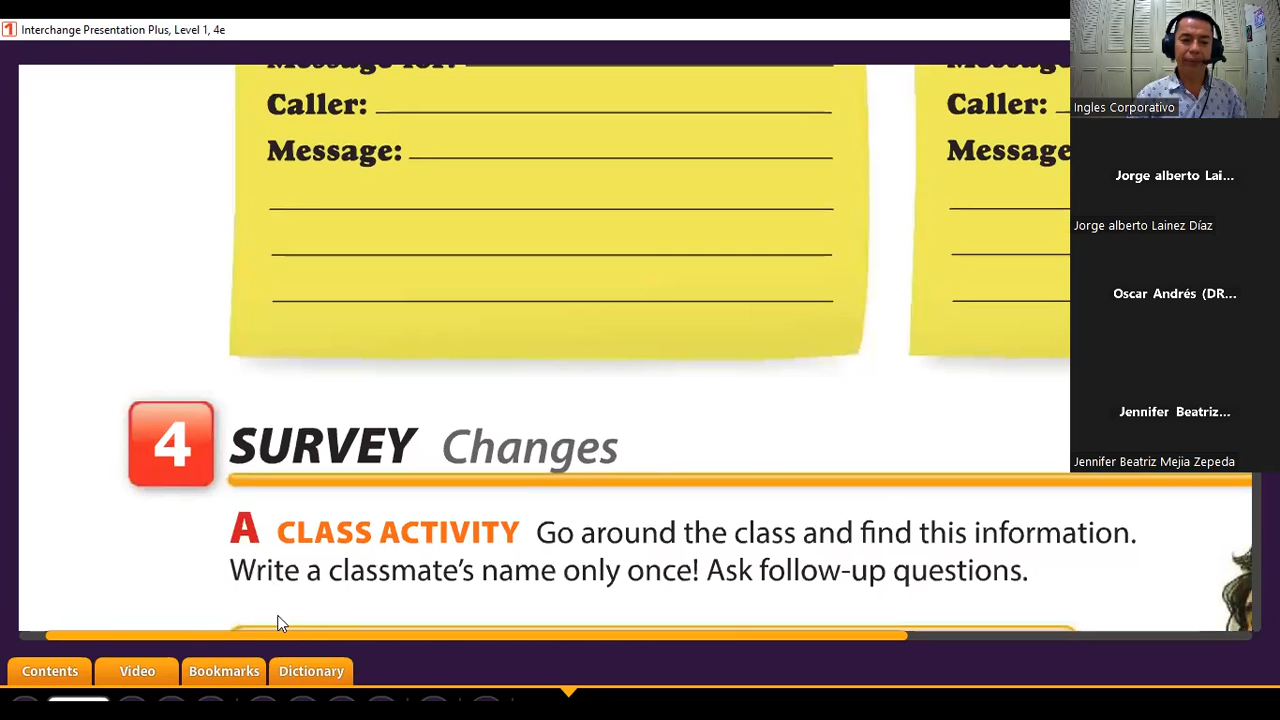 Interchange Presentation Plus, Level 1, 4e
Caller:
Message:
Caller:
Message
4 SURVEY Changes
A CLASS ACTIVITY Go around the class and find this information.
Write a classmate's name only once! Ask follow-up questions.
Contents
Video
Bookmarks
Dictionary
Ingles Corporativo
Jorge alberto Lai...
Jorge alberto Lainez Díaz
Oscar Andrés (DR...
Jennifer Beatriz...
Jennifer Beatriz Mejia Zepeda